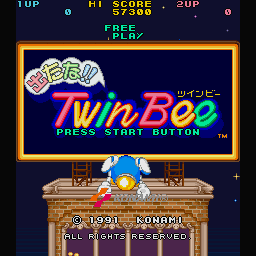 1UP HI SCORE 2UP
0 57300 0
FREE
PLAY
出たな!!
ツインビー
TwinBee
PRESS START BUTTON
TM
© 1991 KONAMI
ALL RIGHTS RESERVED.